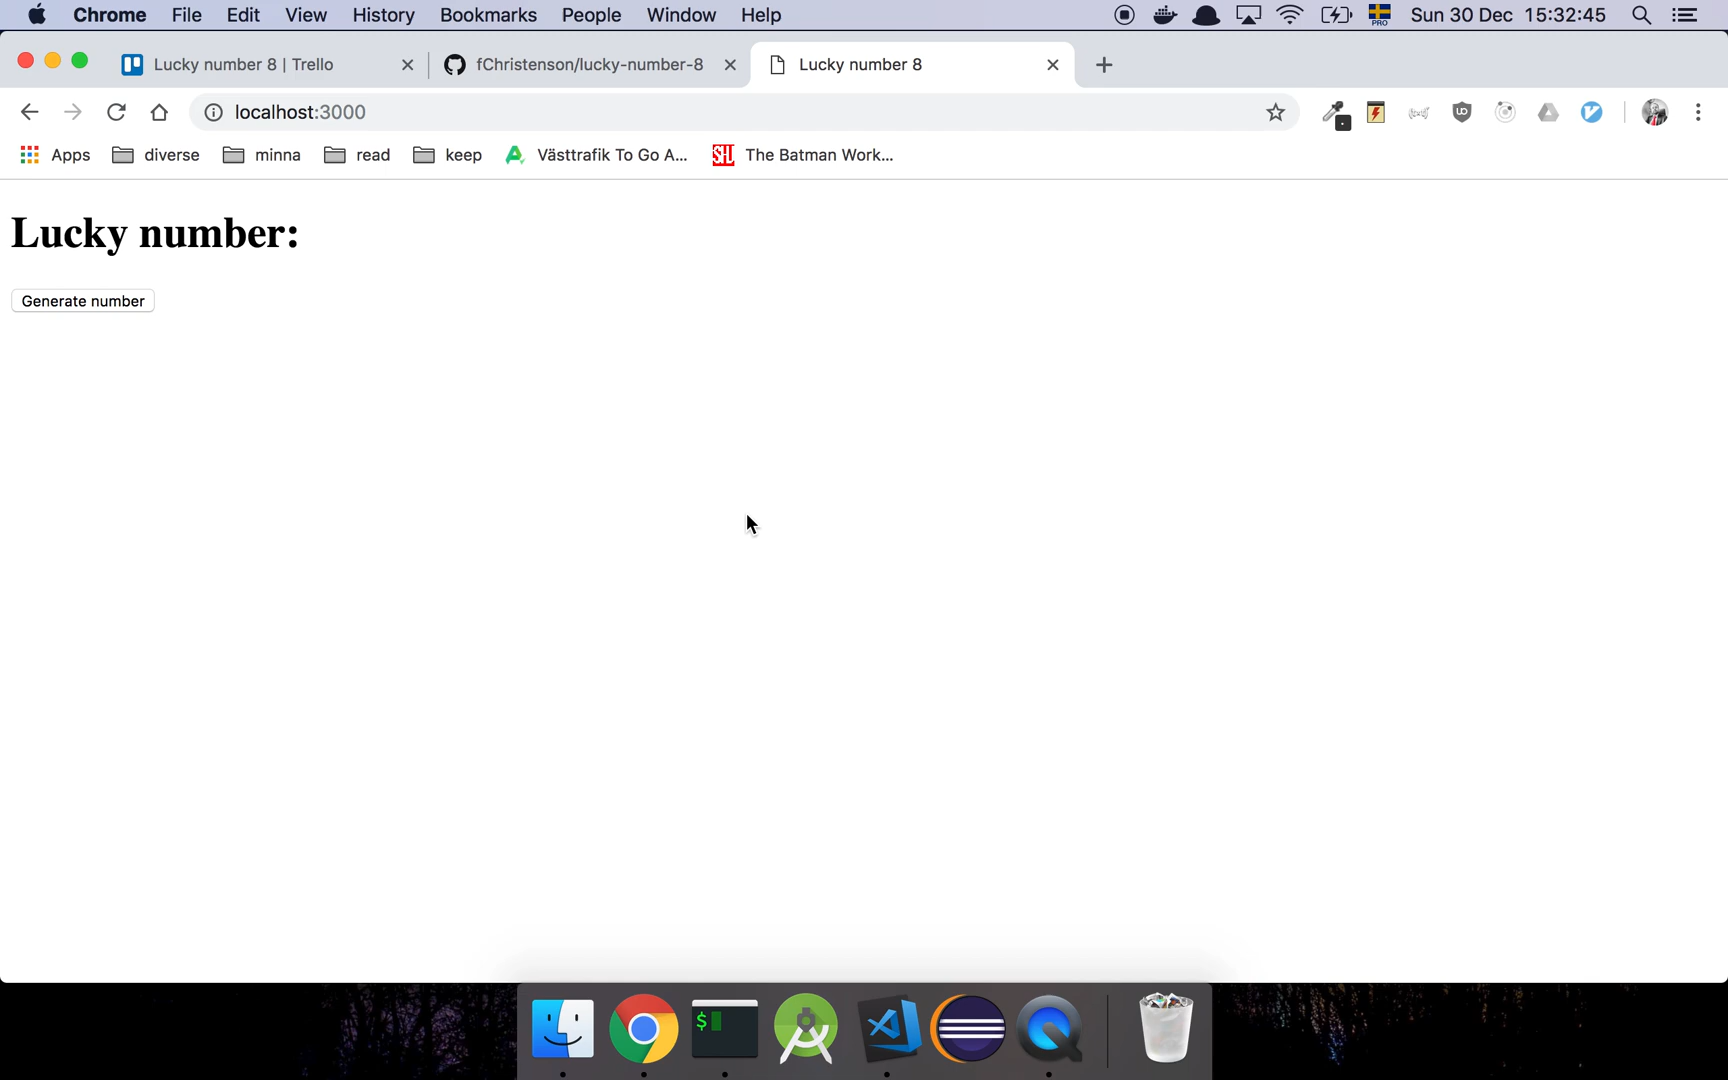 Chrome File Edit View History Bookmarks People Window Help PRO Sun 30 Dec 15:32:45
Lucky number 8 | Trello fChristenson/lucky-number-8 Lucky number 8
localhost:3000
Apps diverse minna read keep Västtrafik To Go A... The Batman Work...
Lucky number:
Generate number